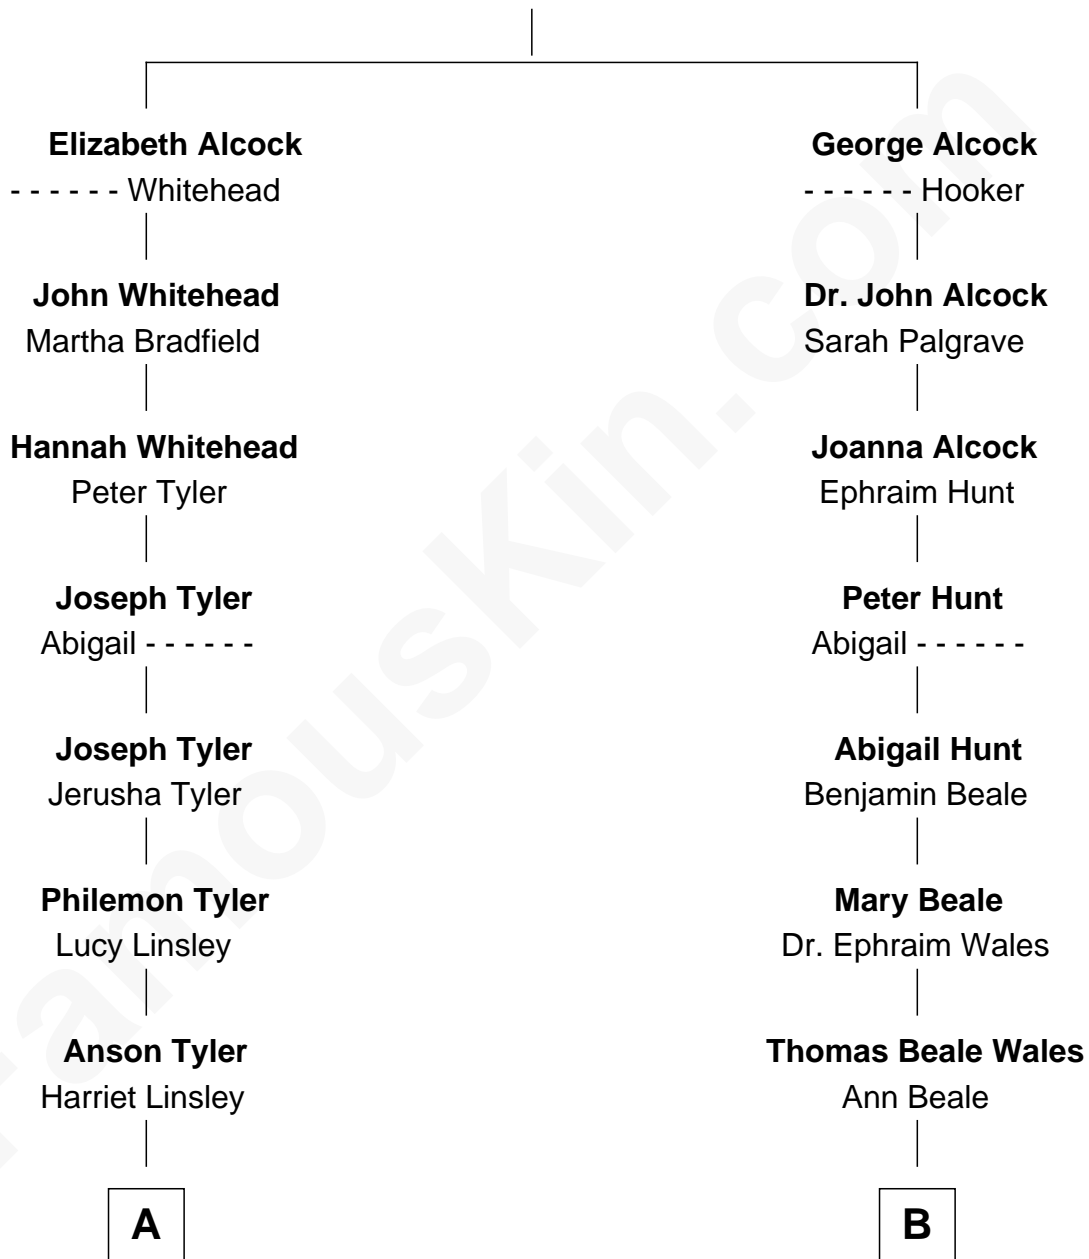 Elizabeth Alcock
- - - - - - Whitehead
John Whitehead
Martha Bradfield
Hannah Whitehead
Peter Tyler
Joseph Tyler
Abigail - - - - - -
Joseph Tyler
Jerusha Tyler
Philemon Tyler
Lucy Linsley
Anson Tyler
Harriet Linsley
A
George Alcock
- - - - - - Hooker
Dr. John Alcock
Sarah Palgrave
Joanna Alcock
Ephraim Hunt
Peter Hunt
Abigail - - - - - -
Abigail Hunt
Benjamin Beale
Mary Beale
Dr. Ephraim Wales
Thomas Beale Wales
Ann Beale
B
FamousKin.com